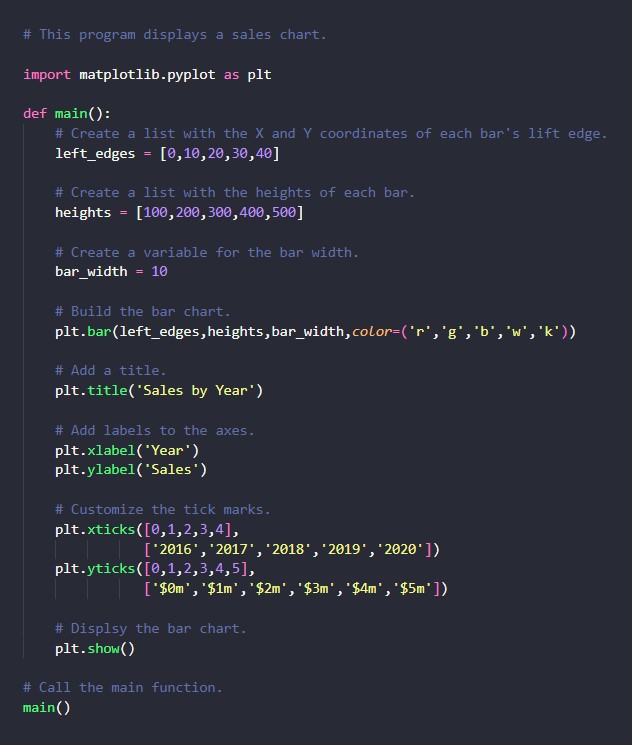 # This program displays a sales chart.
import matplotlib.pyplot as plt
def main():
# Create a list with the X and Y coordinates of each bar's lift edge.
left_edges = [0,10,20,30,40]
# Create a list with the heights of each bar.
heights = [100,200,300,400,500]
# Create a variable for the bar width.
bar_width = 10
# Build the bar chart.
plt.bar(left_edges,heights,bar_width,color=('r','g','b','w','k'))
# Add a title.
plt.title('Sales by Year')
# Add labels to the axes.
plt.xlabel('Year')
plt.ylabel('Sales')
# Customize the tick marks.
plt.xticks([0,1,2,3,4],
['2016','2017','2018','2019','2020'])
plt.yticks([0,1,2,3,4,5],
['$0m','$1m','$2m','$3m','$4m','$5m'])
# Displsy the bar chart.
plt.show()
# Call the main function.
main()